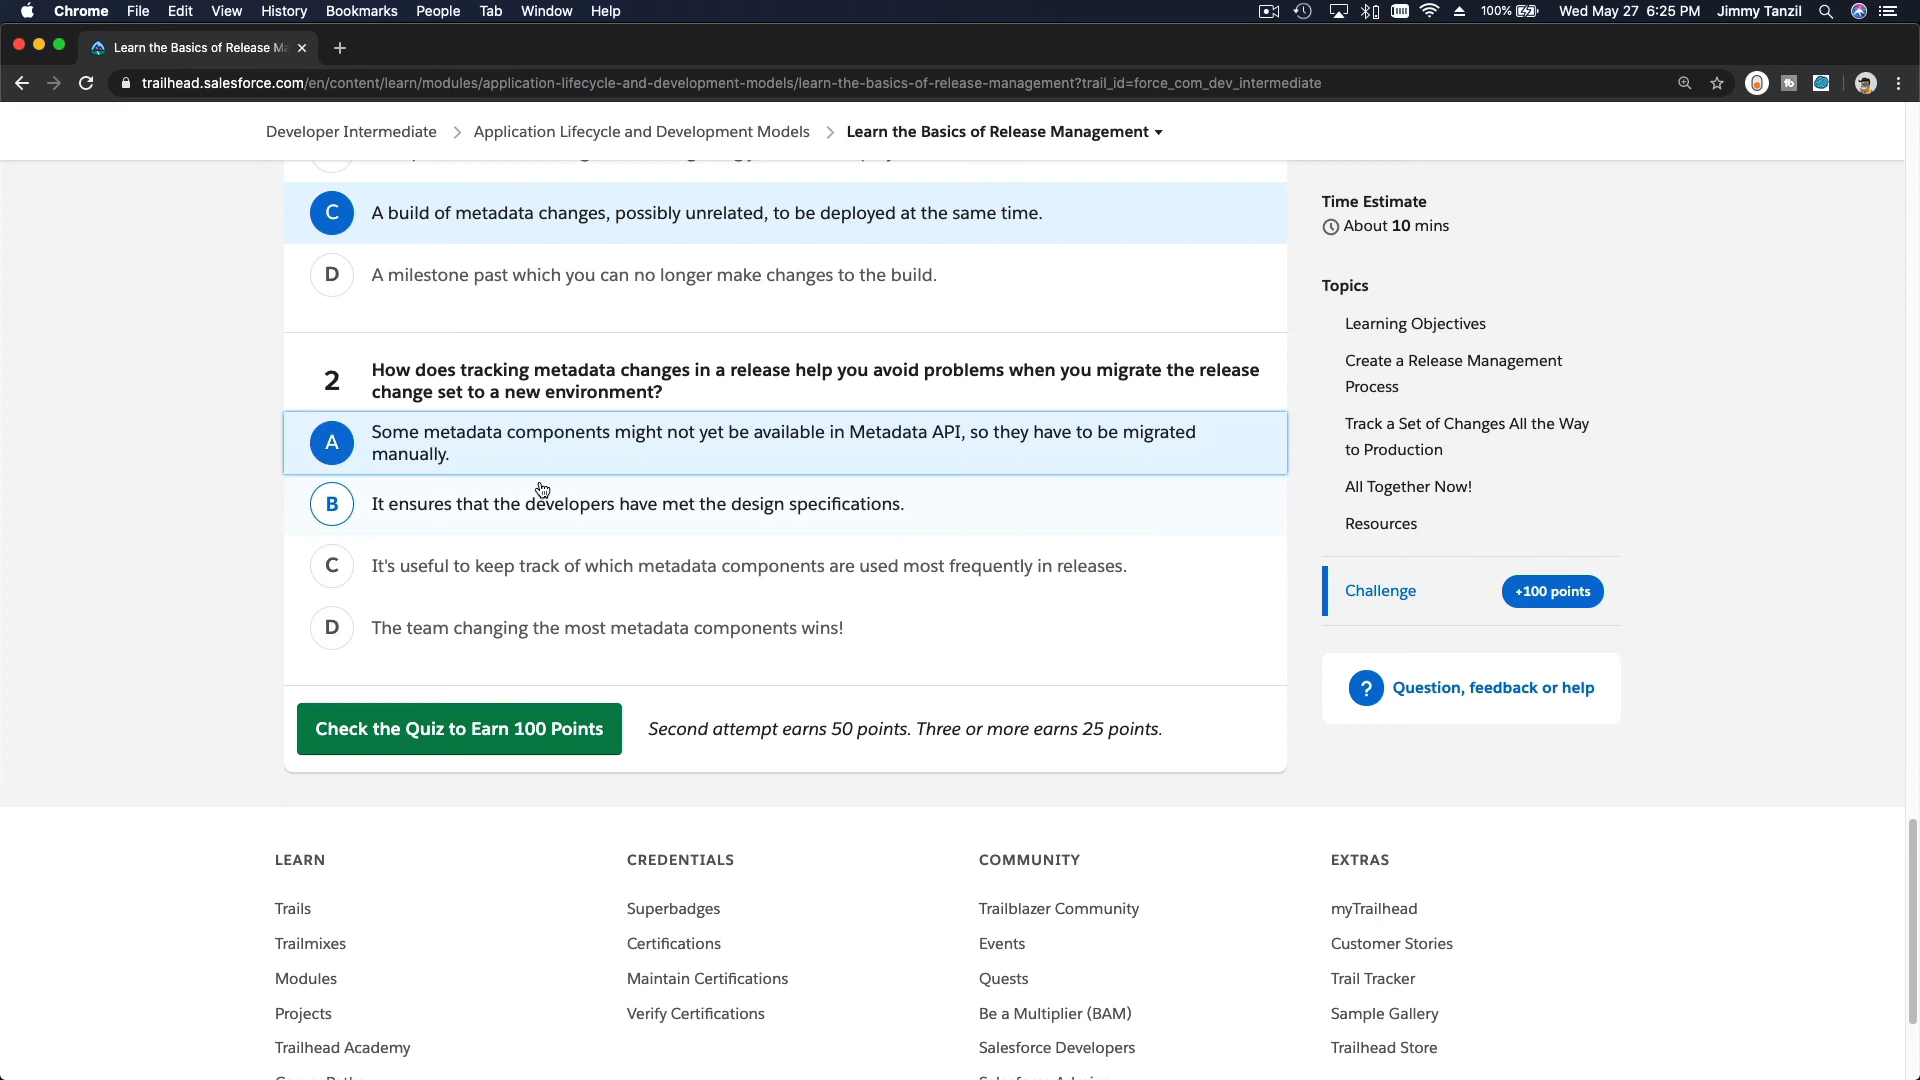 Chrome File Edit View History Bookmarks People Tab Window Help 100% Wed May 27 6:25 PM Jimmy Tanzil
Learn the Basics of Release Ma
trailhead.salesforce.com/en/content/learn/modules/application-lifecycle-and-development-models/learn-the-basics-of-release-management?trail_id=force_com_dev_intermediate
Developer Intermediate > Application Lifecycle and Development Models > Learn the Basics of Release Management
C A build of metadata changes, possibly unrelated, to be deployed at the same time.
D A milestone past which you can no longer make changes to the build.
2 How does tracking metadata changes in a release help you avoid problems when you migrate the release
change set to a new environment?
A Some metadata components might not yet be available in Metadata API, so they have to be migrated
manually.
B It ensures that the developers have met the design specifications.
C It's useful to keep track of which metadata components are used most frequently in releases.
D The team changing the most metadata components wins!
Check the Quiz to Earn 100 Points Second attempt earns 50 points. Three or more earns 25 points.
Time Estimate
About 10 mins
Topics
Learning Objectives
Create a Release Management
Process
Track a Set of Changes All the Way
to Production
All Together Now!
Resources
Challenge +100 points
? Question, feedback or help
LEARN
Trails
Trailmixes
Modules
Projects
Trailhead Academy
CREDENTIALS
Superbadges
Certifications
Maintain Certifications
Verify Certifications
COMMUNITY
Trailblazer Community
Events
Quests
Be a Multiplier (BAM)
Salesforce Developers
EXTRAS
myTrailhead
Customer Stories
Trail Tracker
Sample Gallery
Trailhead Store